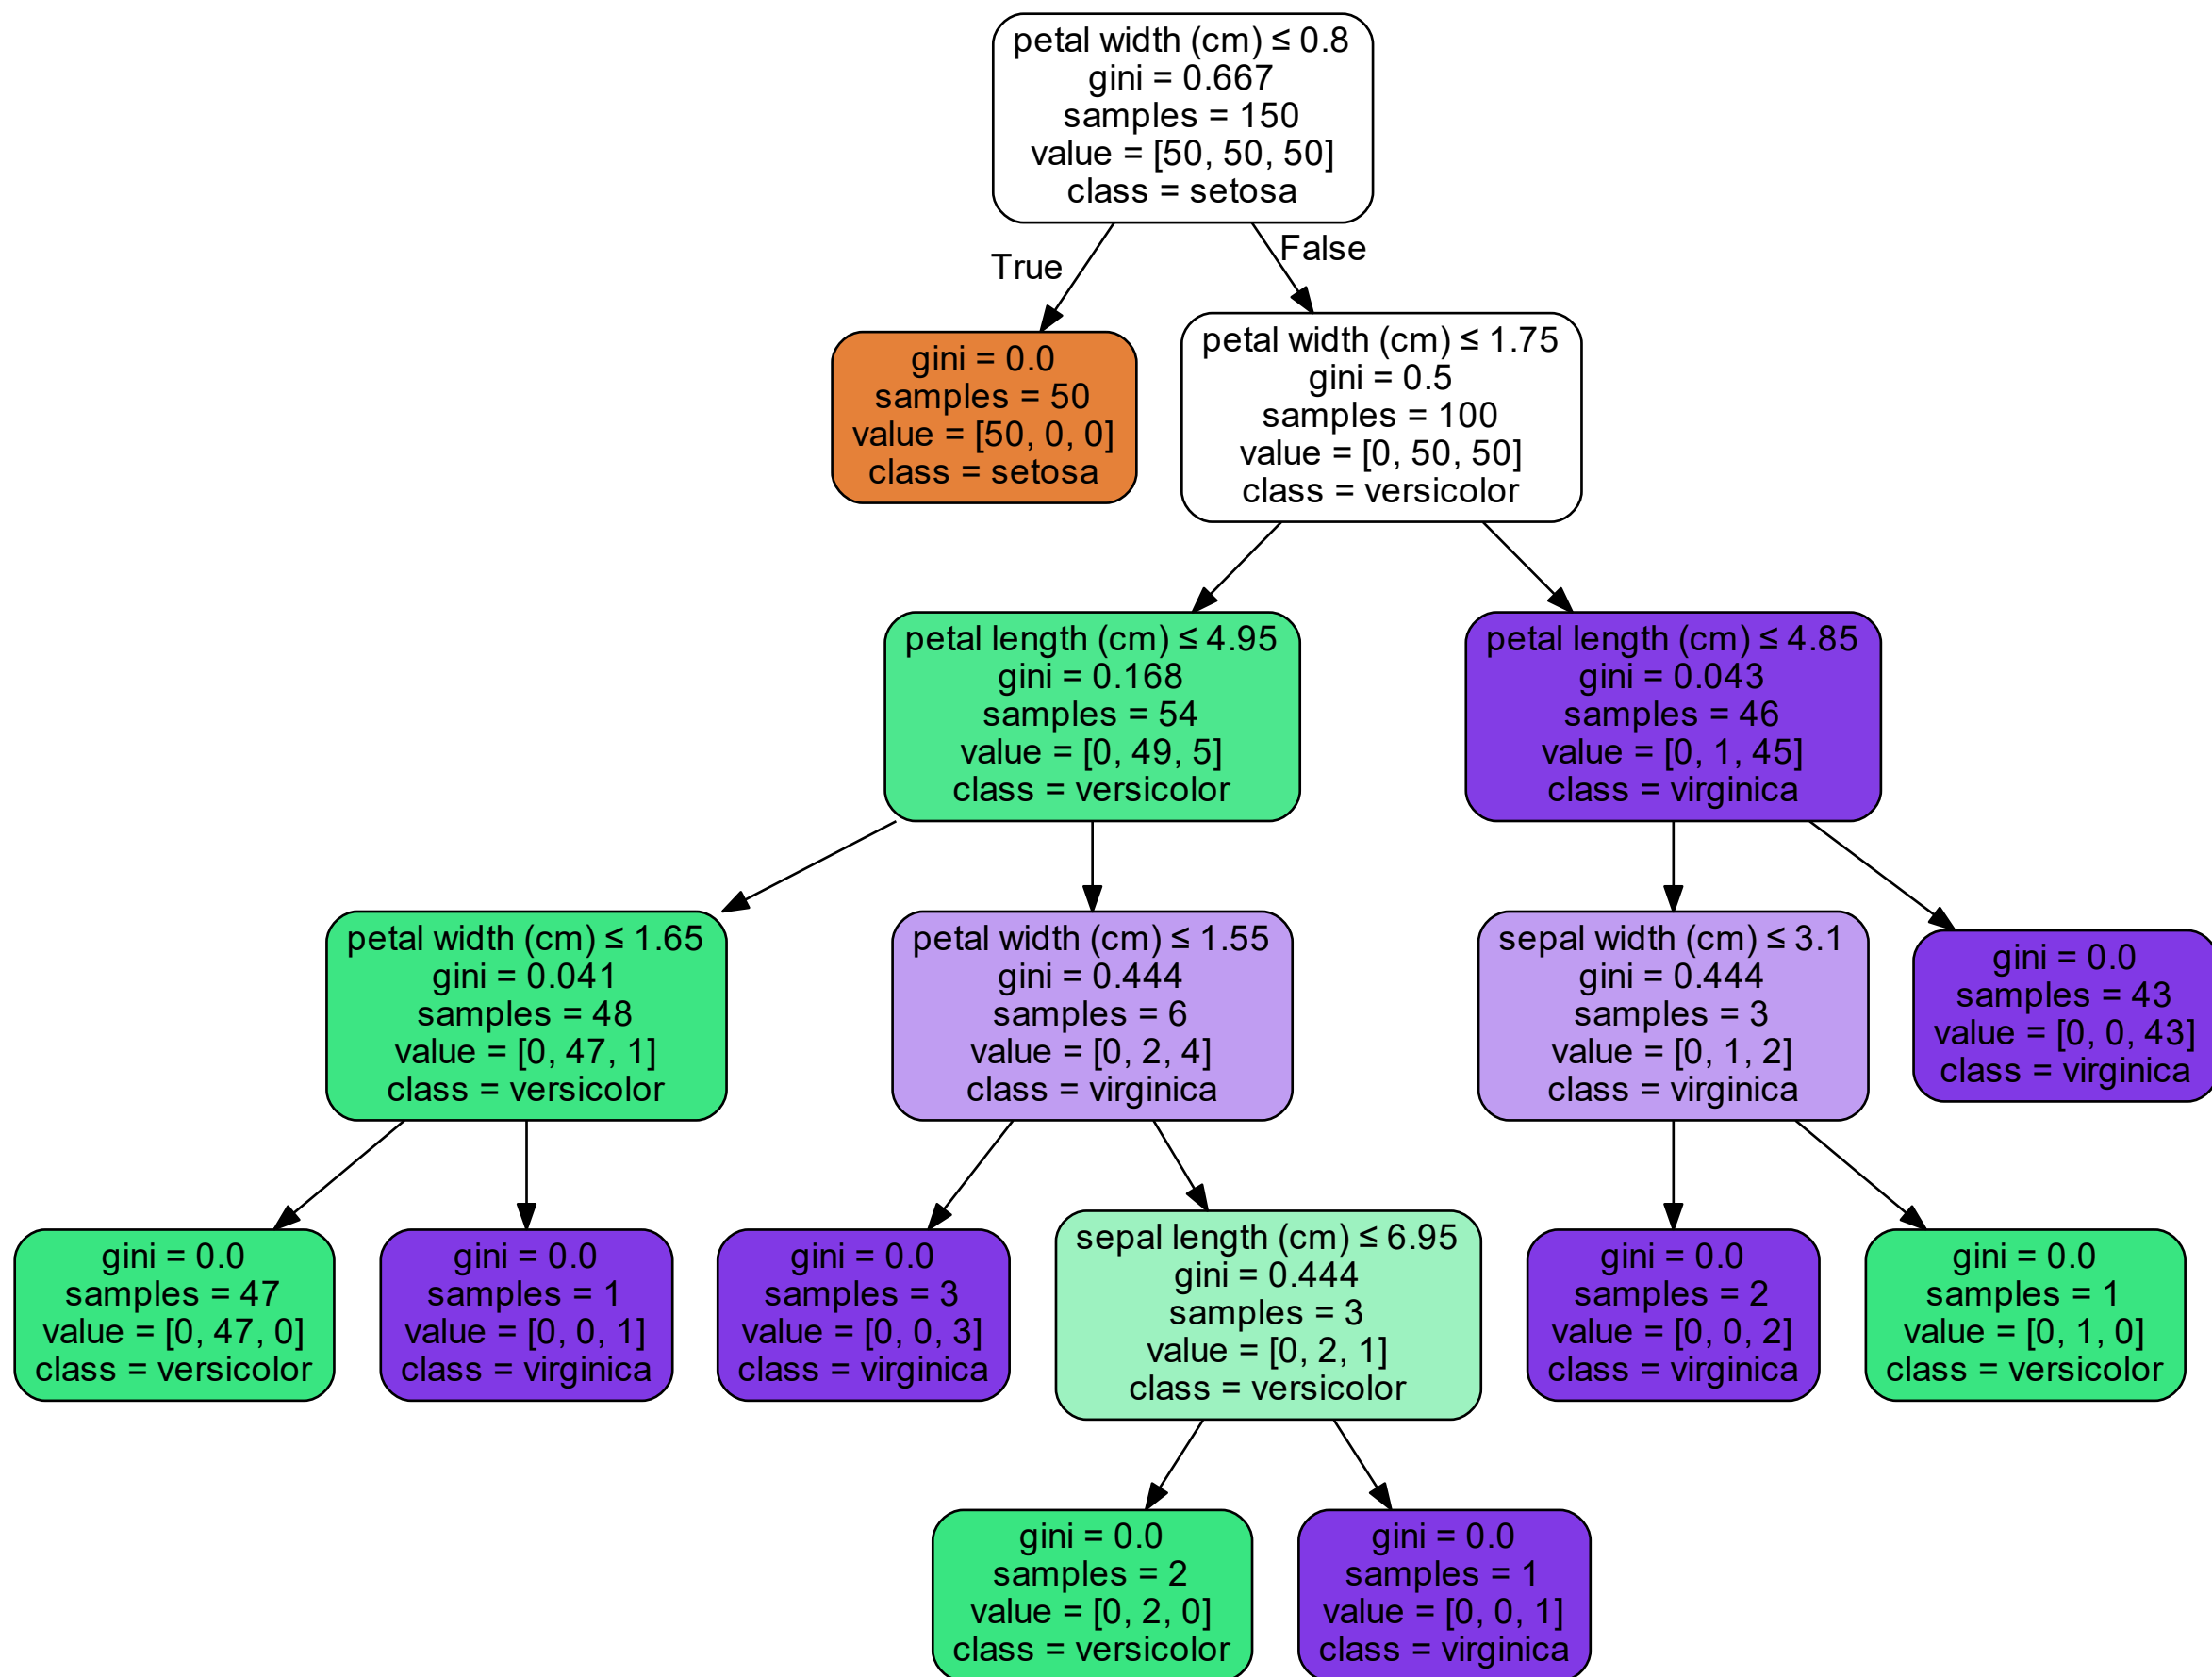 petal width (cm) ≤ 0.8
gini = 0.667
samples = 150
value = [50, 50, 50]
class = setosa
True
False
gini = 0.0
samples = 50
value = [50, 0, 0]
class = setosa
petal width (cm) ≤ 1.75
gini = 0.5
samples = 100
value = [0, 50, 50]
class = versicolor
petal length (cm) ≤ 4.95
gini = 0.168
samples = 54
value = [0, 49, 5]
class = versicolor
petal length (cm) ≤ 4.85
gini = 0.043
samples = 46
value = [0, 1, 45]
class = virginica
petal width (cm) ≤ 1.65
gini = 0.041
samples = 48
value = [0, 47, 1]
class = versicolor
petal width (cm) ≤ 1.55
gini = 0.444
samples = 6
value = [0, 2, 4]
class = virginica
sepal width (cm) ≤ 3.1
gini = 0.444
samples = 3
value = [0, 1, 2]
class = virginica
gini = 0.0
samples = 43
value = [0, 0, 43]
class = virginica
gini = 0.0
samples = 47
value = [0, 47, 0]
class = versicolor
gini = 0.0
samples = 1
value = [0, 0, 1]
class = virginica
gini = 0.0
samples = 3
value = [0, 0, 3]
class = virginica
sepal length (cm) ≤ 6.95
gini = 0.444
samples = 3
value = [0, 2, 1]
class = versicolor
gini = 0.0
samples = 2
value = [0, 0, 2]
class = virginica
gini = 0.0
samples = 1
value = [0, 1, 0]
class = versicolor
gini = 0.0
samples = 2
value = [0, 2, 0]
class = versicolor
gini = 0.0
samples = 1
value = [0, 0, 1]
class = virginica